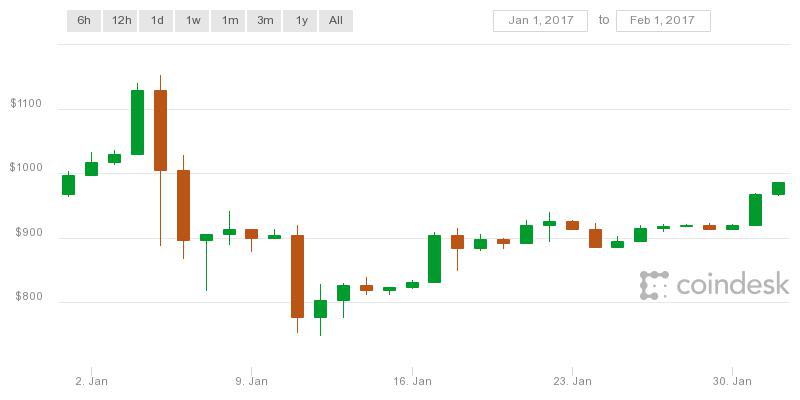 6h 12h 1d 1w 1m 3m 1y All Jan 1, 2017 to Feb 1, 2017
$1100
$1000
$900
$800
coindesk
2. Jan 9. Jan 16. Jan 23. Jan 30. Jan